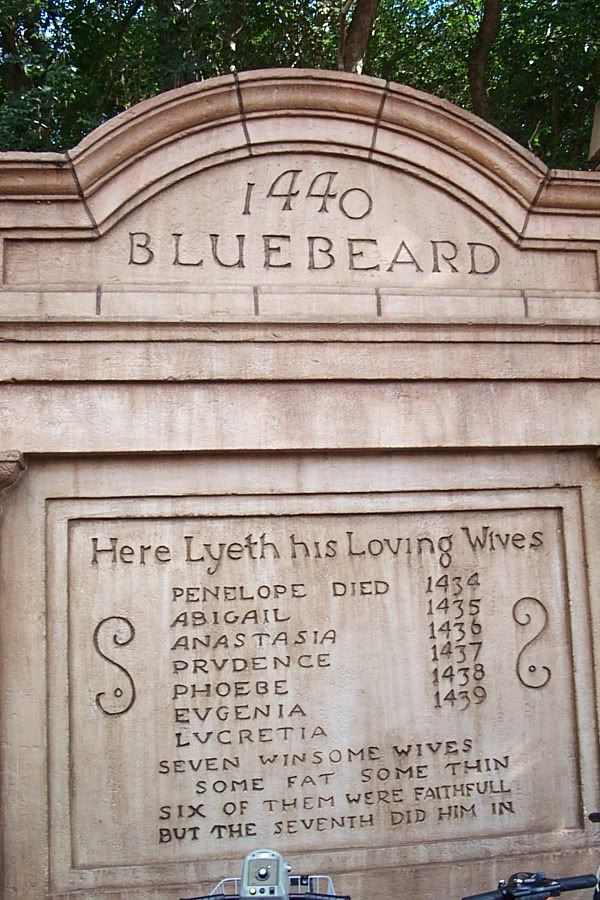 1440
BLUEBEARD
Here Lyeth his Loving Wives
PENELOPE DIED 1434
ABIGAIL 1435
ANASTASIA 1436
PRVDENCE 1437
PHOEBE 1438
EVGENIA 1439
LVCRETIA
SEVEN WINSOME WIVES
SOME FAT SOME THIN
SIX OF THEM WERE FAITHFULL
BUT THE SEVENTH DID HIM IN